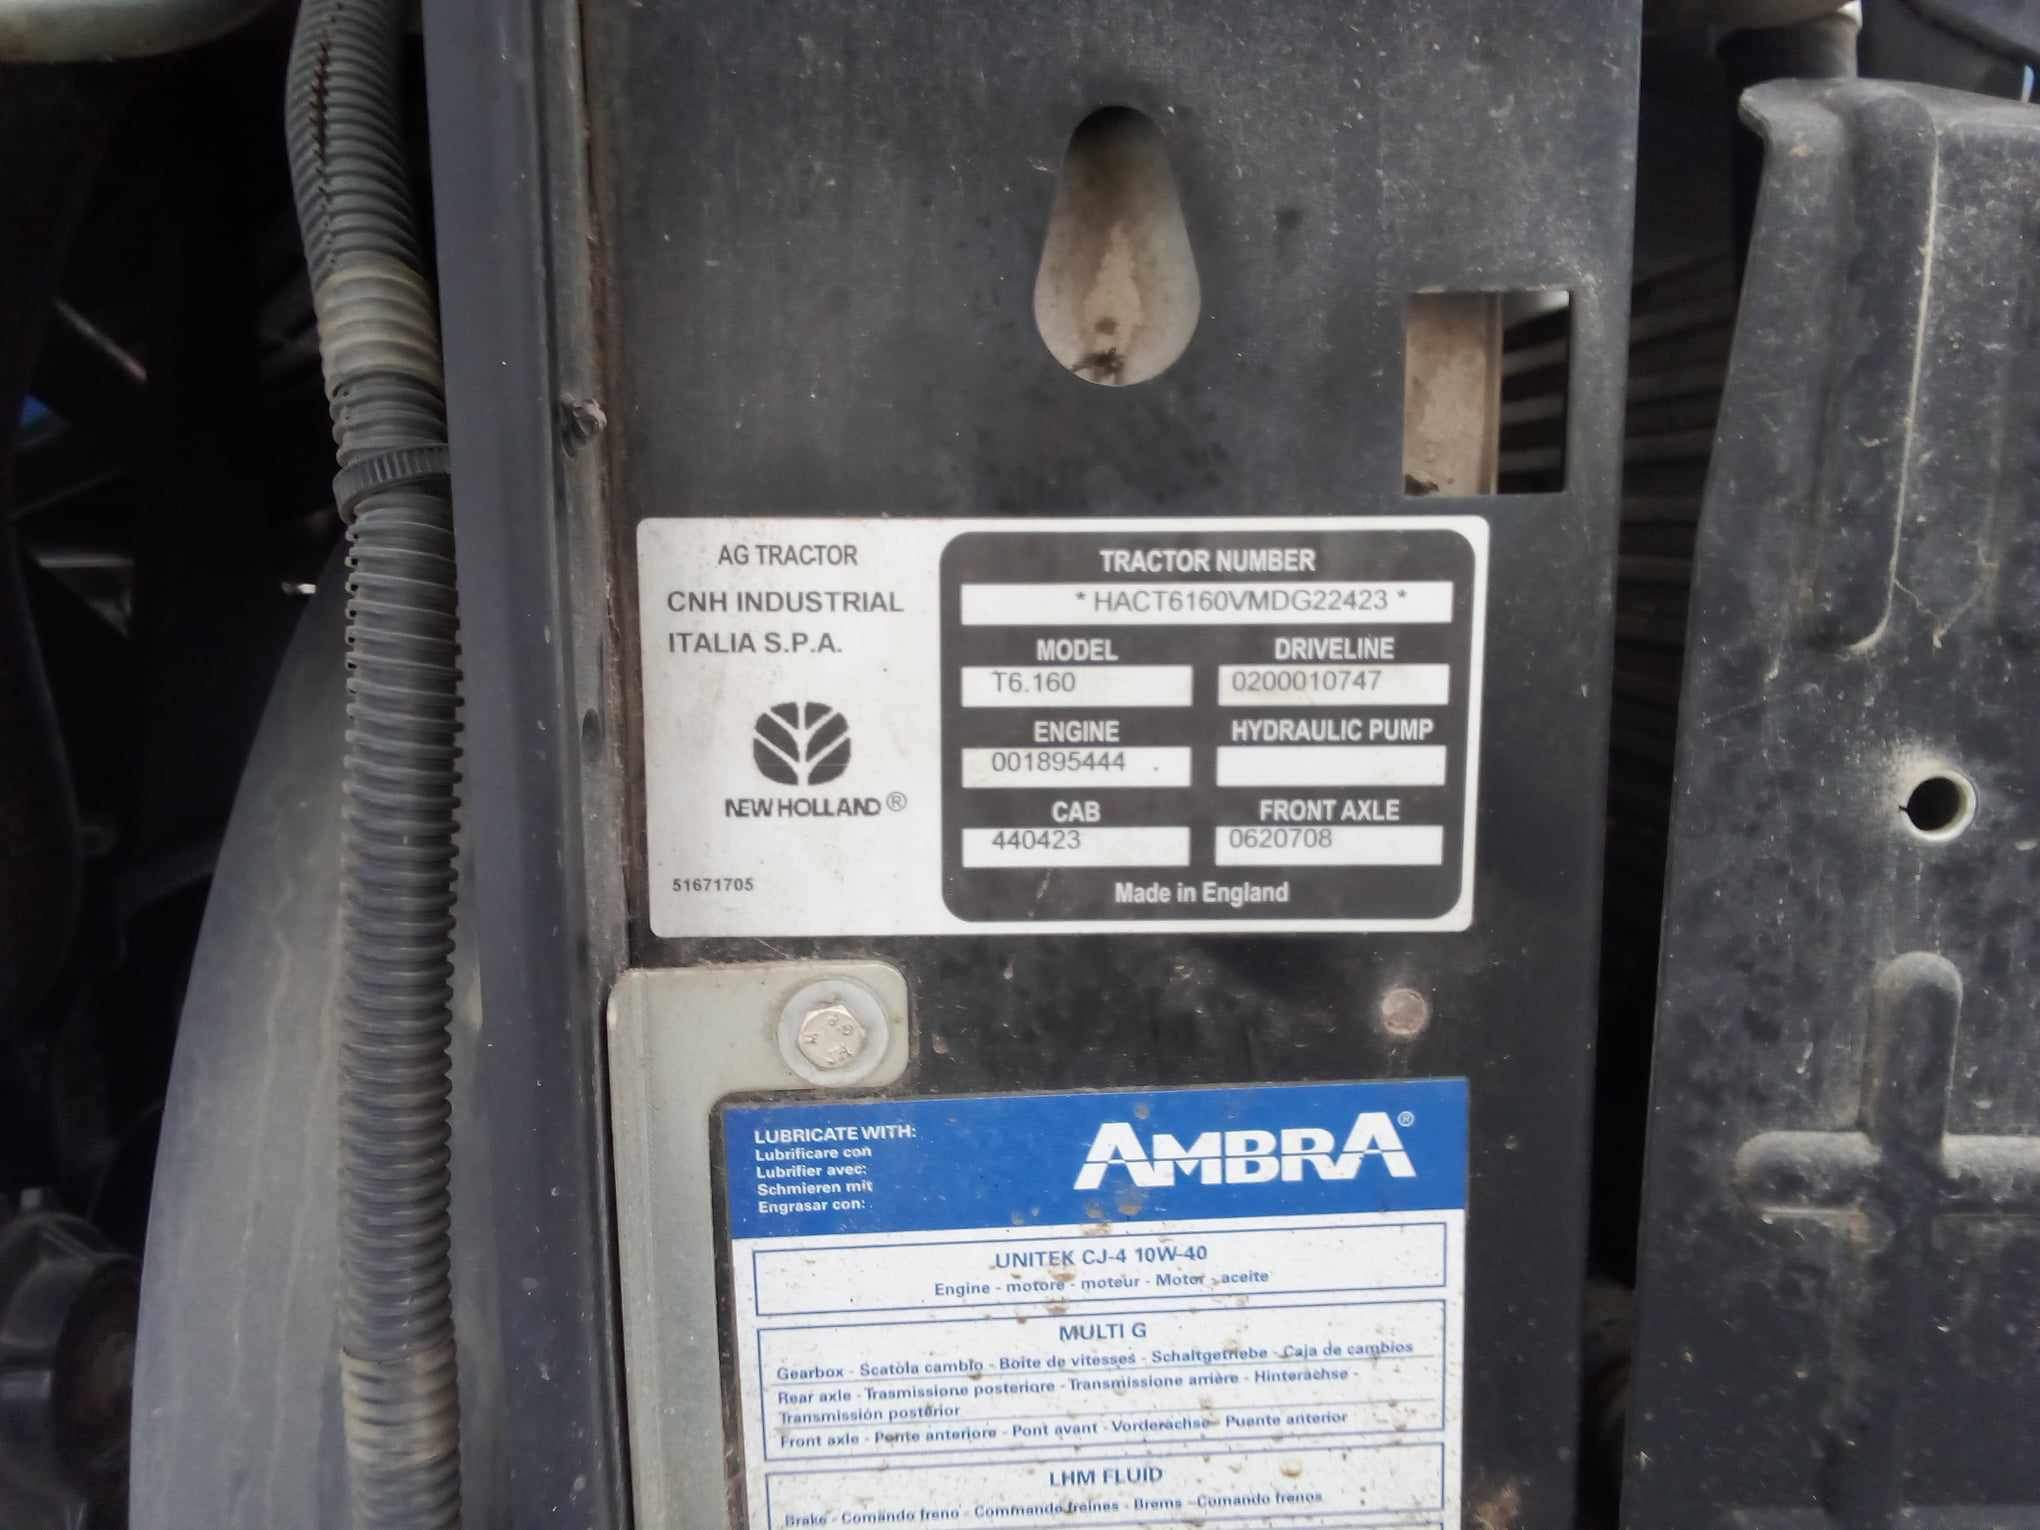 AG TRACTOR
CNH INDUSTRIAL
ITALIA S.P.A.
NEW HOLLAND®
51671705
TRACTOR NUMBER
* HACT6160VMDG22423 *
MODEL DRIVELINE
T6.160 0200010747
ENGINE HYDRAULIC PUMP
001895444
CAB FRONT AXLE
440423 0620708
Made in England
LUBRICATE WITH:
Lubrificare con
Lubrifier avec:
Schmieren mit
Engrasar con:
AMBRA®
UNITEK CJ-4 10W-40
Engine - motore - moteur - Motor - aceite
MULTI G
Gearbox - Scatola cambio - Boîte de vitesses - Schaltgetriebe - Caja de cambios
Rear axle - Trasmissione posteriore - Transmissione arrière - Hinterachse -
Transmissión posterior
Front axle - Ponte anteriore - Pont avant - Vorderachse - Puente anterior
LHM FLUID
Brake - Comando freno - Commande freines - Brems - Comando frenos